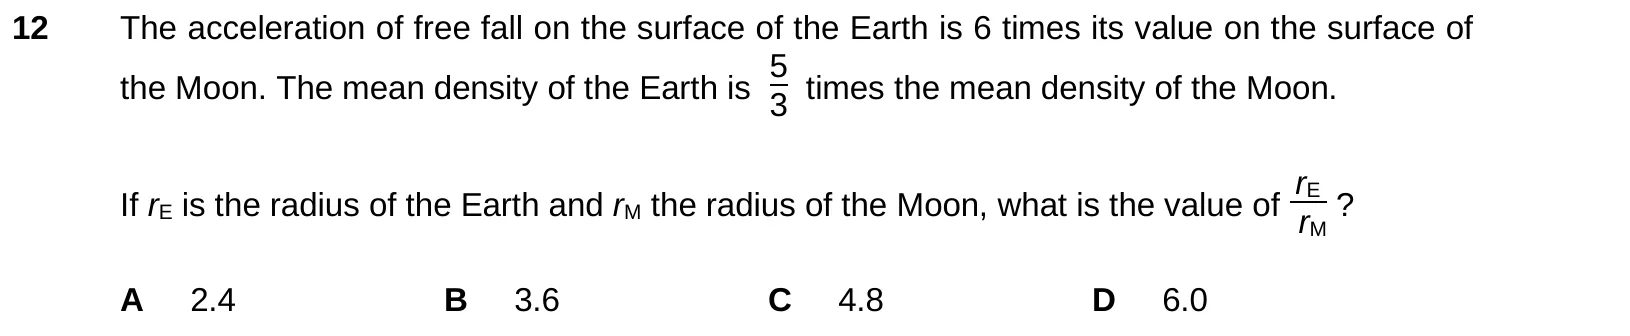 12 The acceleration of free fall on the surface of the Earth is 6 times its value on the surface of
the Moon. The mean density of the Earth is 5/3 times the mean density of the Moon.
If rE is the radius of the Earth and rM the radius of the Moon, what is the value of rE/rM ?
A 2.4 B 3.6 C 4.8 D 6.0